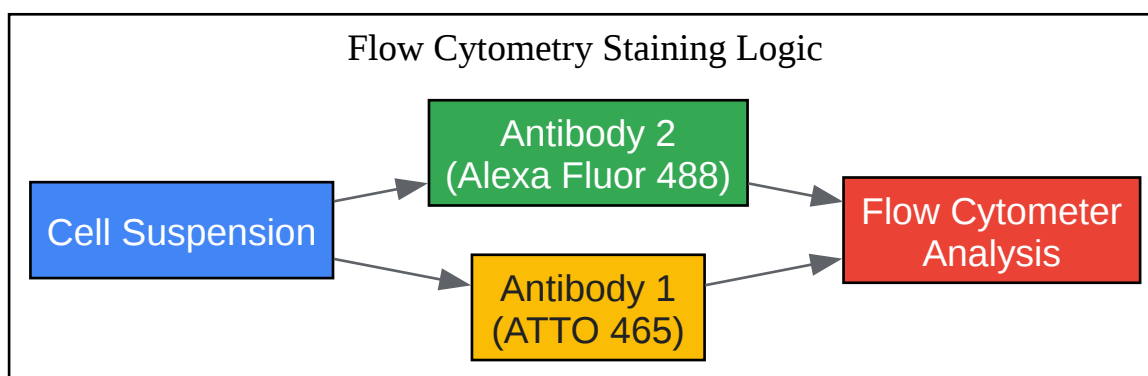 Flow Cytometry Staining Logic
Cell Suspension
Antibody 2
(Alexa Fluor 488)
Antibody 1
(ATTO 465)
Flow Cytometer
Analysis